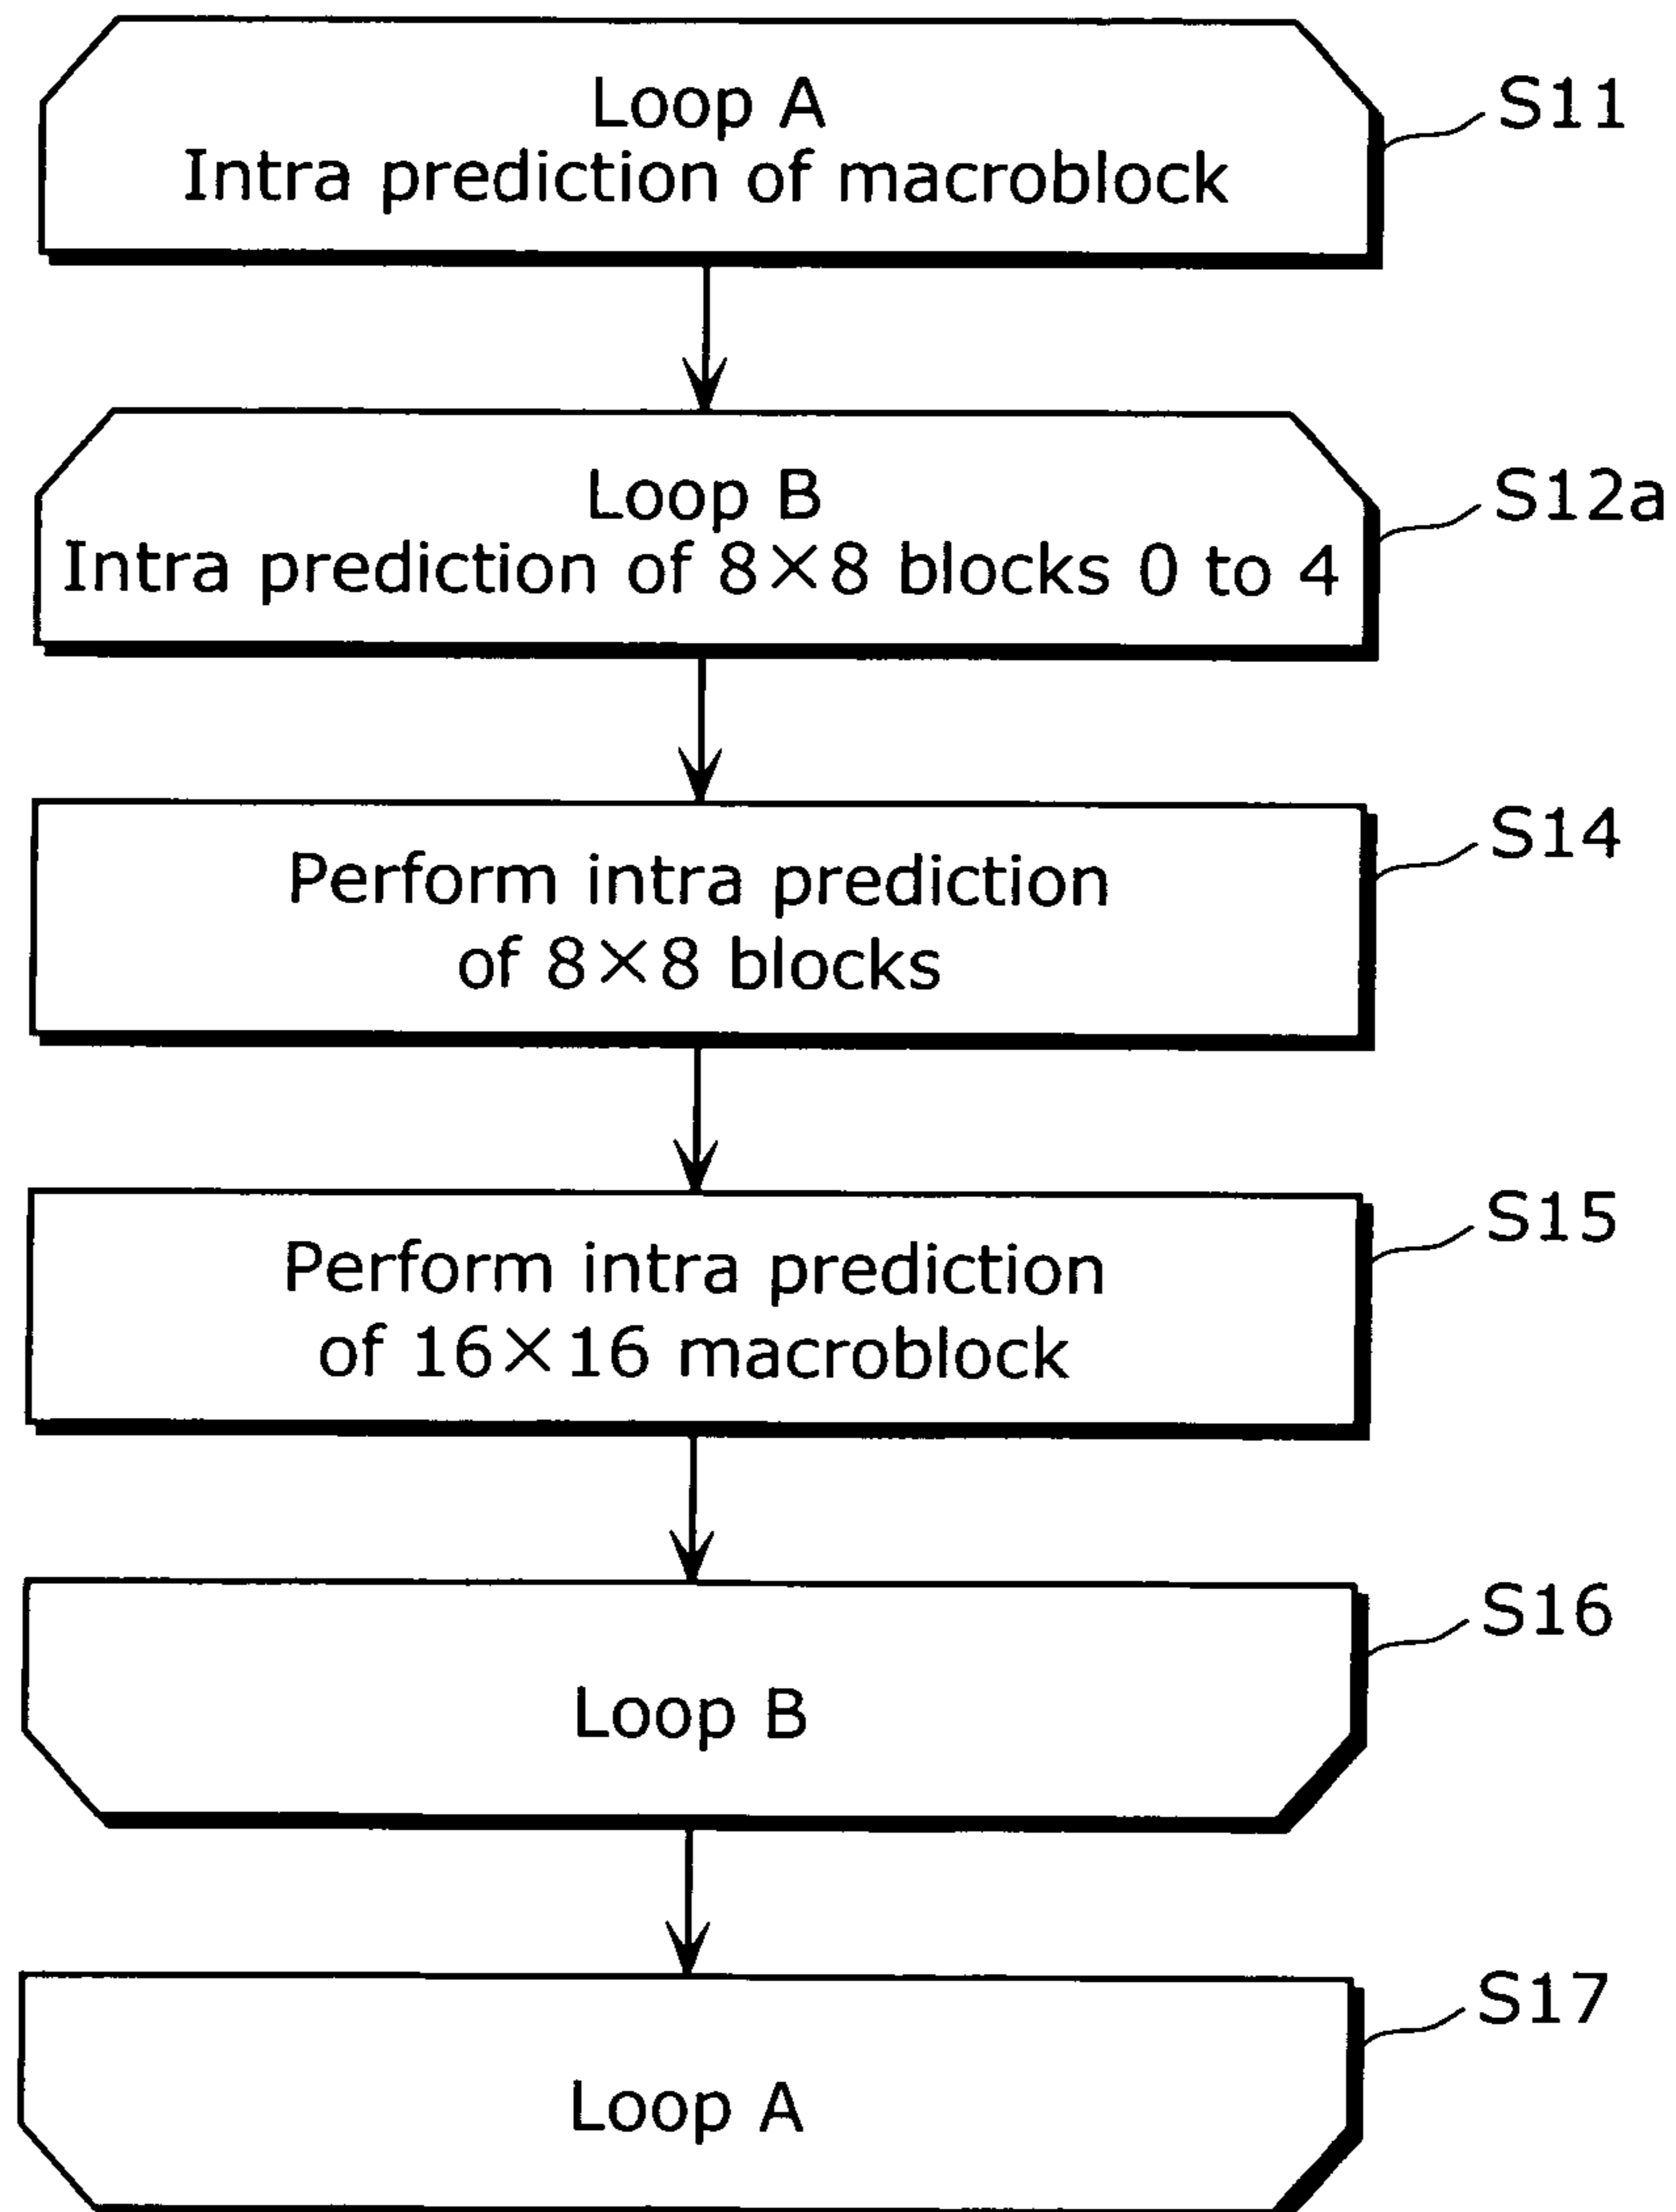 Loop A
Intra prediction of macroblock
S11
Loop B
Intra prediction of 8×8 blocks 0 to 4
S12a
Perform intra prediction
of 8×8 blocks
S14
Perform intra prediction
of 16×16 macroblock
S15
Loop B
S16
Loop A
S17